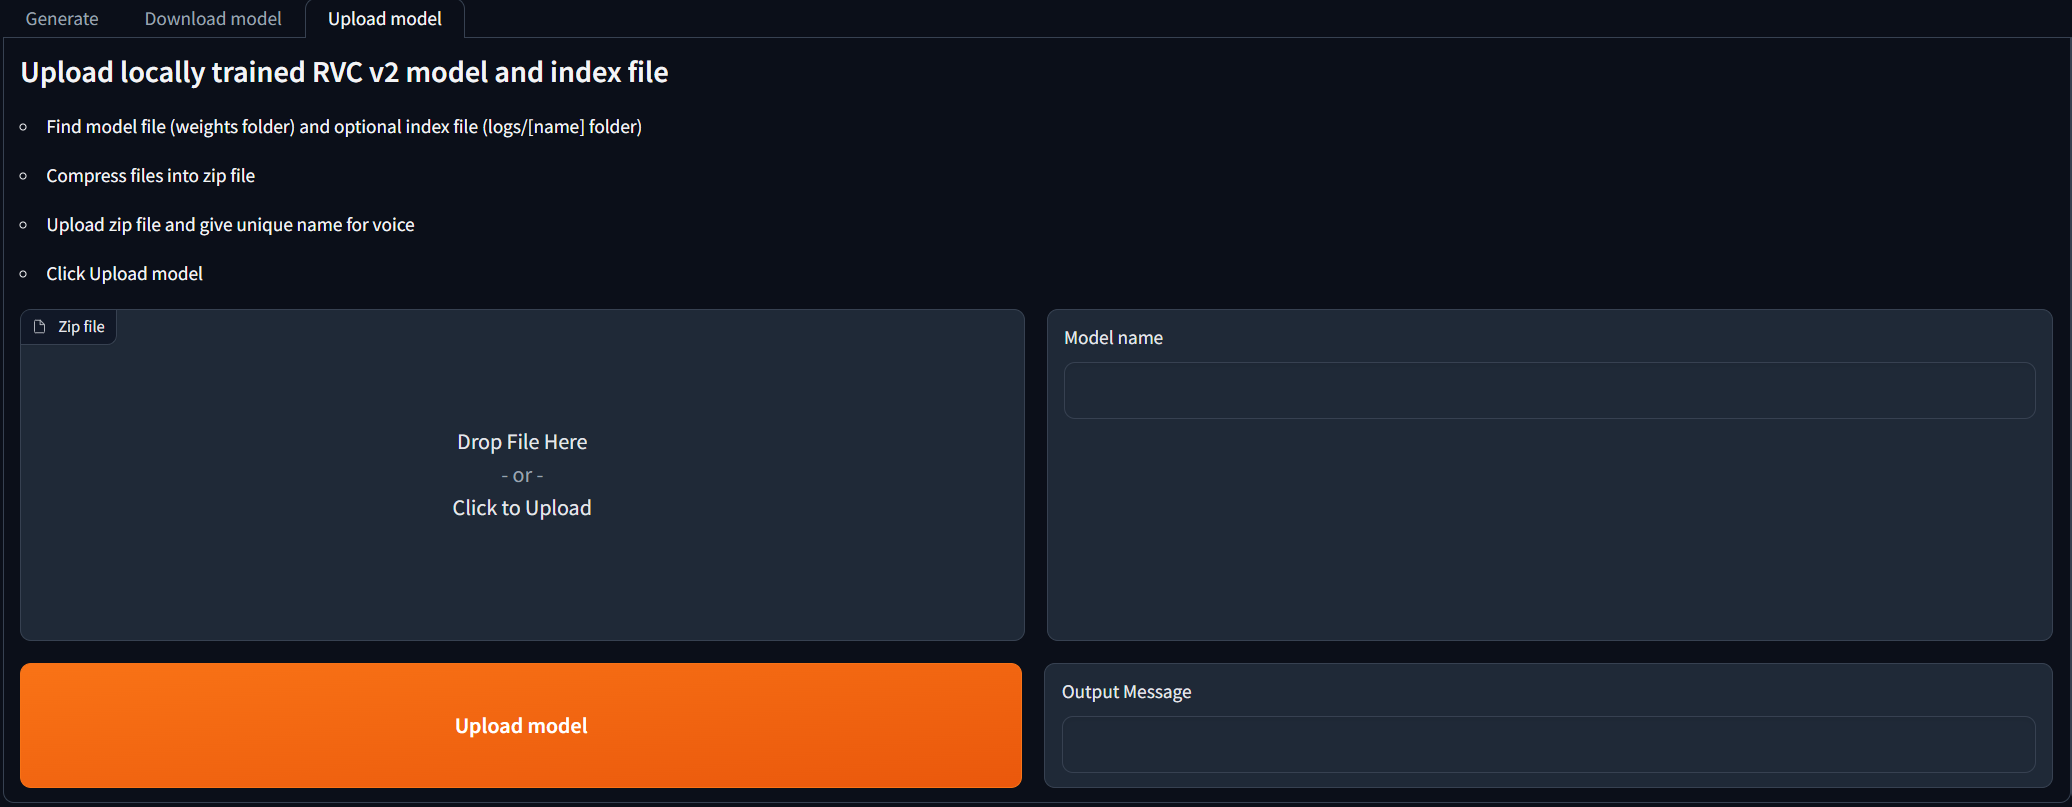 Generate
Download model
Upload model
Upload locally trained RVC v2 model and index file
Find model file (weights folder) and optional index file (logs/[name] folder)
Compress files into zip file
Upload zip file and give unique name for voice
Click Upload model
Zip file
Drop File Here
- or -
Click to Upload
Model name
Upload model
Output Message